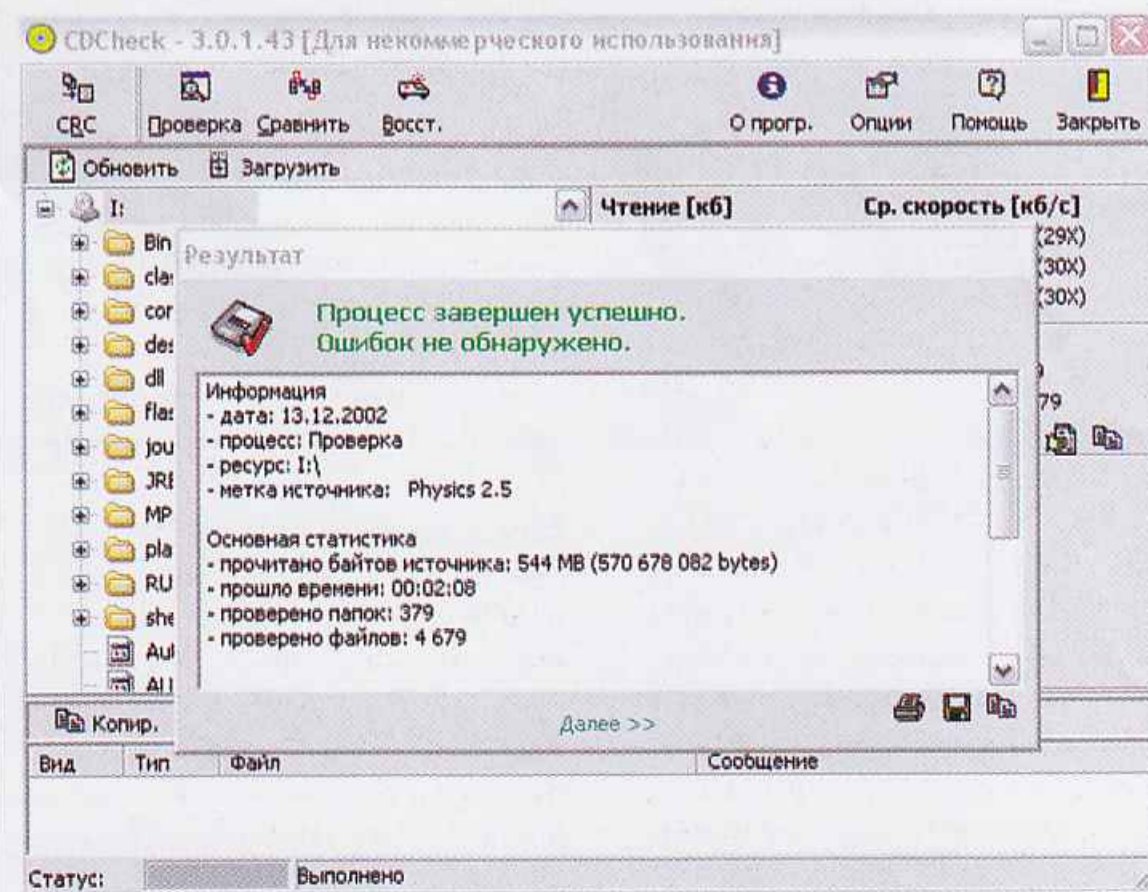 CDCheck - 3.0.1.43 [Для некоммерческого использования]
CRC Проверка Сравнить Восст. О прогр. Опции Помощь Закрыть
Обновить Загрузить
I: Чтение [кб] Ср. скорость [кб/с]
Bin (29X)
(30X)
(30X)
dll
79
MP
RU
Результат
Процесс завершен успешно.
Ошибок не обнаружено.
Информация
- дата: 13.12.2002
- процесс: Проверка
- ресурс: I:\
- метка источника: Physics 2.5
Основная статистика
- прочитано байтов источника: 544 MB (570 678 082 bytes)
- прошло времени: 00:02:08
- проверено папок: 379
- проверено файлов: 4 679
Далее >>
Копир.
Вид Тип Файл Сообщение
Статус: Выполнено